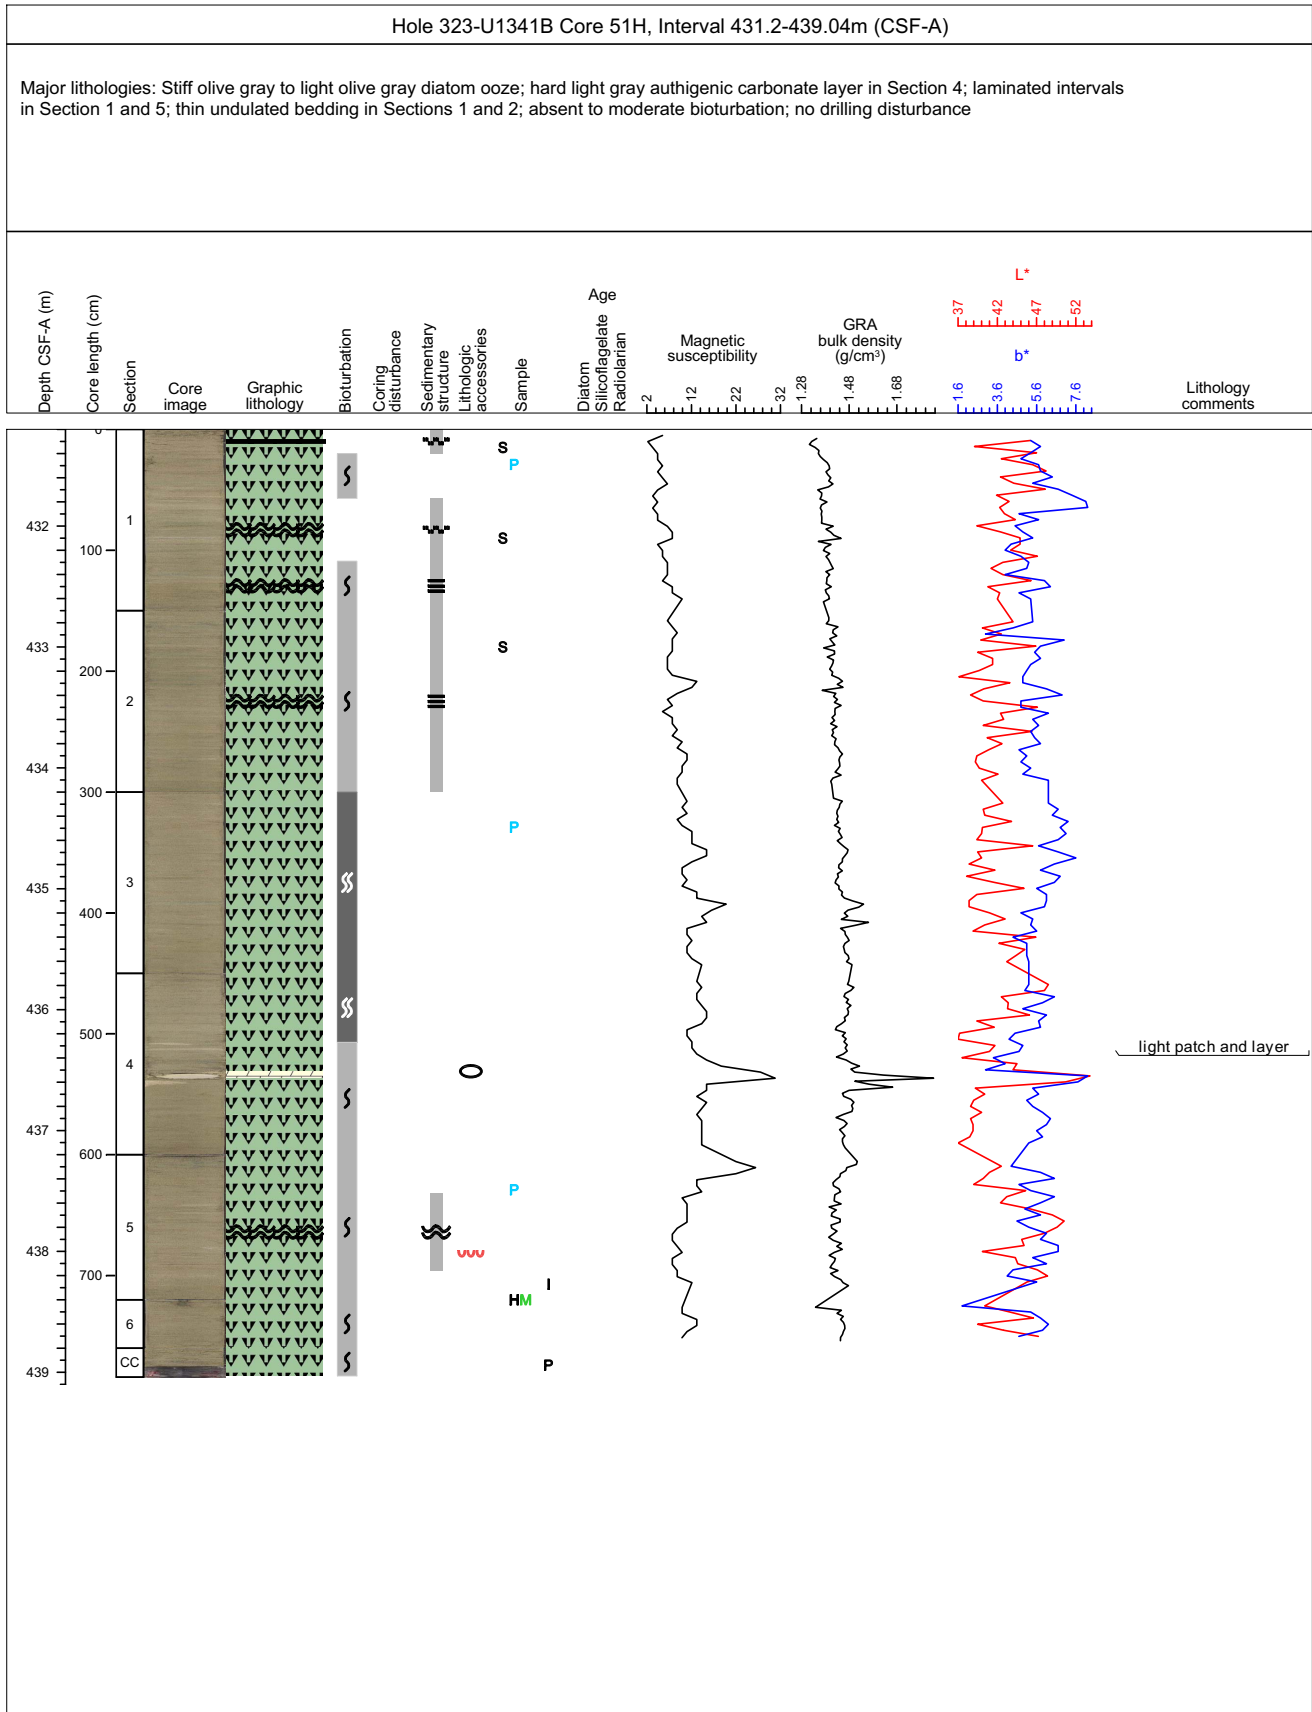 Hole 323-U1341B Core 51H, Interval 431.2-439.04m (CSF-A)
Major lithologies: Stiff olive gray to light olive gray diatom ooze; hard light gray authigenic carbonate layer in Section 4; laminated intervals
in Section 1 and 5; thin undulated bedding in Sections 1 and 2; absent to moderate bioturbation; no drilling disturbance
Depth CSF-A (m)
Core length (cm)
Section
Core
image
Graphic
lithology
Bioturbation
Coring
disturbance
Sedimentary
structure
Lithologic
accessories
Sample
Age
Diatom
Silicoflagelate
Radiolarian
Magnetic
susceptibility
2 12 22 32
GRA
bulk density
(g/cm³)
1.28 1.48 1.68
L*
37 42 47 52
b*
1.6 3.6 5.6 7.6
Lithology
comments
0
S
P
1
432
S
100
433
S
200
2
434
300
P
3
435
400
436
500
light patch and layer
4
437
600
P
5
438
700
I
HM
6
CC
P
439